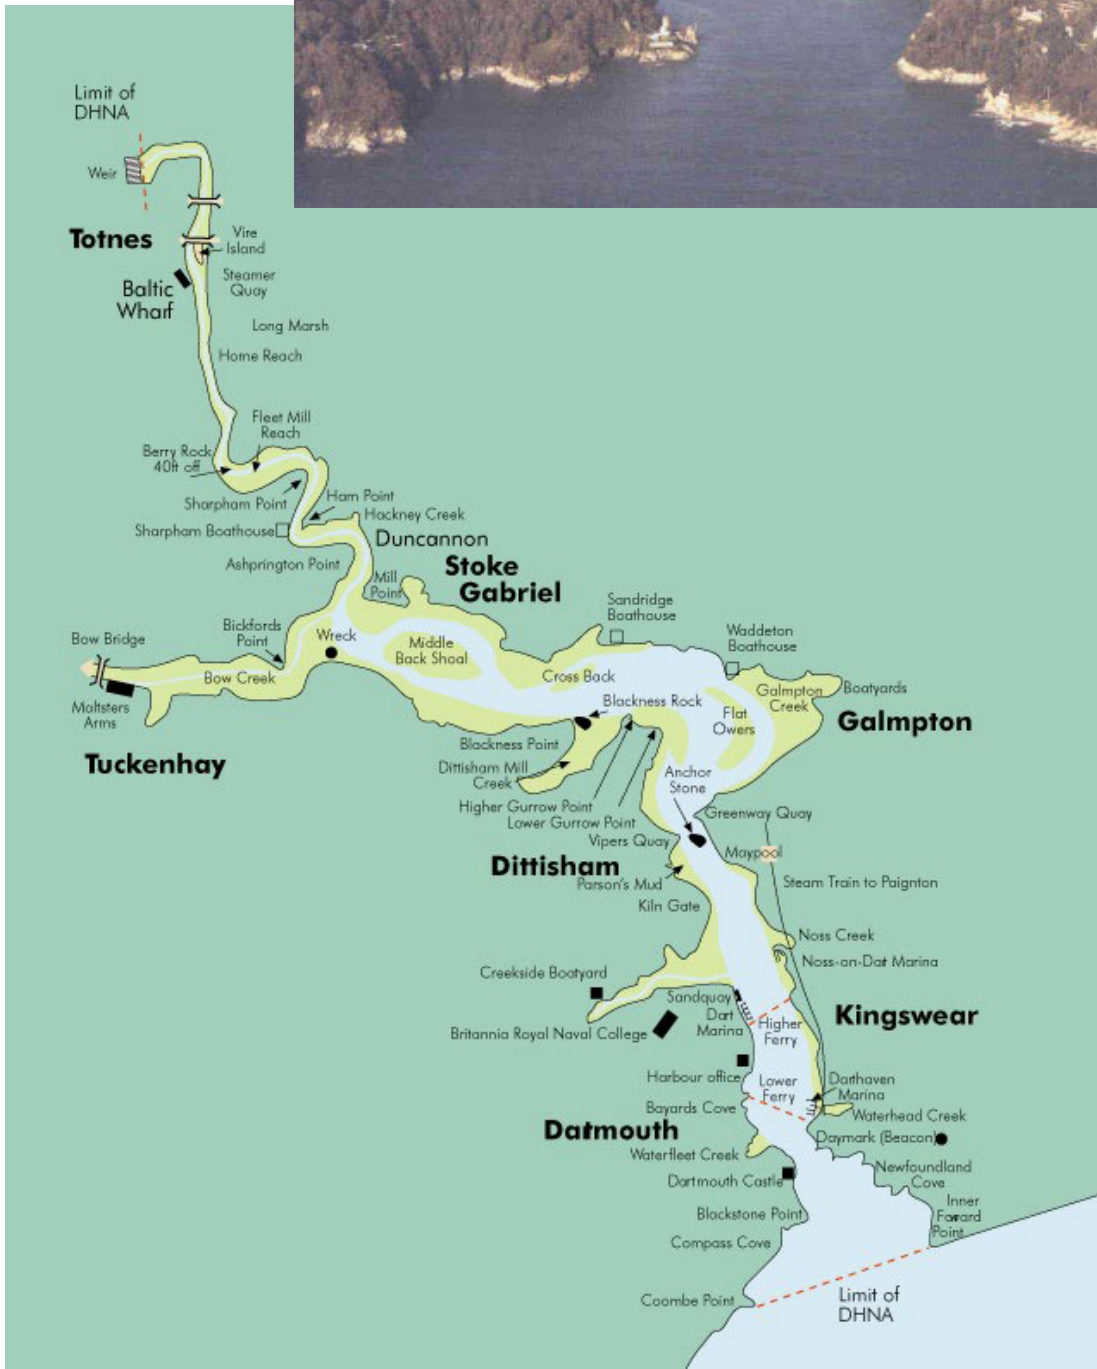 Limit of
DHNA
Weir
Totnes
Vire
Island
Baltic
Wharf
Steamer
Quay
Long Marsh
Home Reach
Fleet Mill
Reach
Berry Rock
40ft off
Sharpham Point
Ham Point
Hackney Creek
Sharpham Boathouse
Duncannon
Ashprington Point
Stoke
Gabriel
Mill
Point
Sandridge
Boathouse
Bickfords
Point
Wreck
Middle
Back Shoal
Waddeton
Boathouse
Bow Bridge
Bow Creek
Cross Back
Galmpton
Creek
Boatyards
Maltsters
Arms
Blackness Rock
Flat
Owers
Galmpton
Tuckenhay
Blackness Point
Dittisham Mill
Creek
Anchor
Stone
Higher Gurrow Point
Lower Gurrow Point
Greenway Quay
Vipers Quay
Dittisham
Maypool
Parson's Mud
Steam Train to Paignton
Kiln Gate
Noss Creek
Noss-on-Dart Marina
Creekside Boatyard
Sandquay
Dart
Marina
Kingswear
Britannia Royal Naval College
Higher
Ferry
Harbour office
Lower
Ferry
Darthaven
Marina
Bayards Cove
Waterhead Creek
Dartmouth
Daymark (Beacon)
Waterfleet Creek
Newfoundland
Cove
Dartmouth Castle
Inner
Froward
Point
Blackstone Point
Compass Cove
Coombe Point
Limit of
DHNA